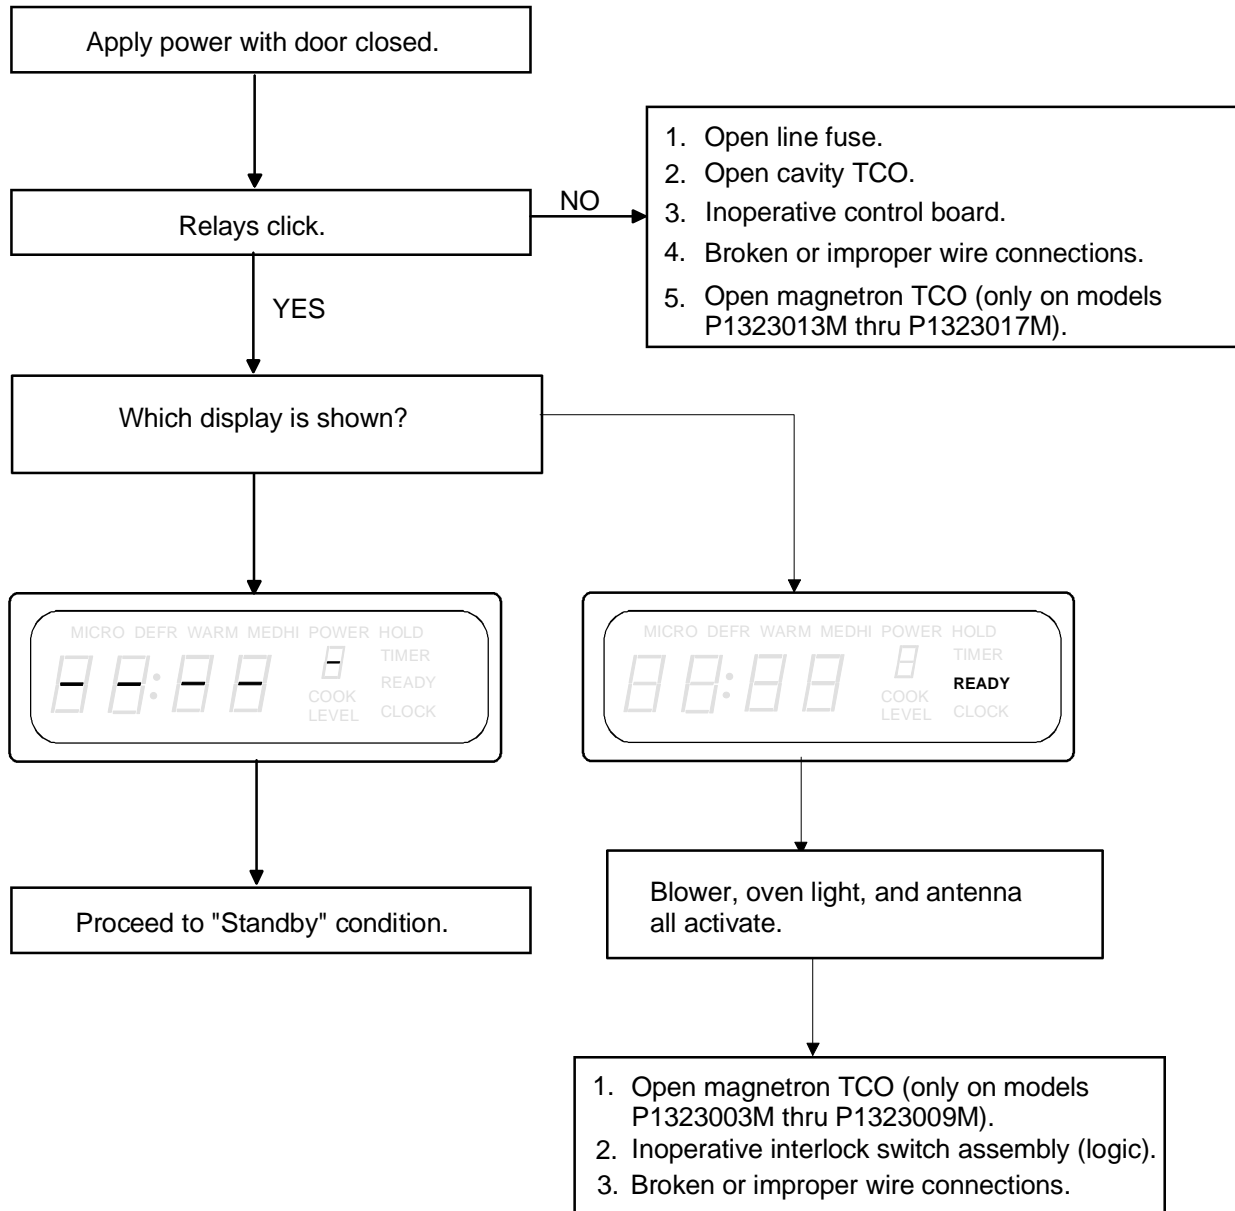 Apply power with door closed.
Relays click.
NO
1. Open line fuse.
2. Open cavity TCO.
3. Inoperative control board.
4. Broken or improper wire connections.
5. Open magnetron TCO (only on models
P1323013M thru P1323017M).
YES
Which display is shown?
MICRO DEFR WARM MEDHI POWER HOLD
TIMER
READY
COOK
LEVEL
CLOCK
MICRO DEFR WARM MEDHI POWER HOLD
TIMER
READY
COOK
LEVEL
CLOCK
Proceed to "Standby" condition.
Blower, oven light, and antenna
all activate.
1. Open magnetron TCO (only on models
P1323003M thru P1323009M).
2. Inoperative interlock switch assembly (logic).
3. Broken or improper wire connections.